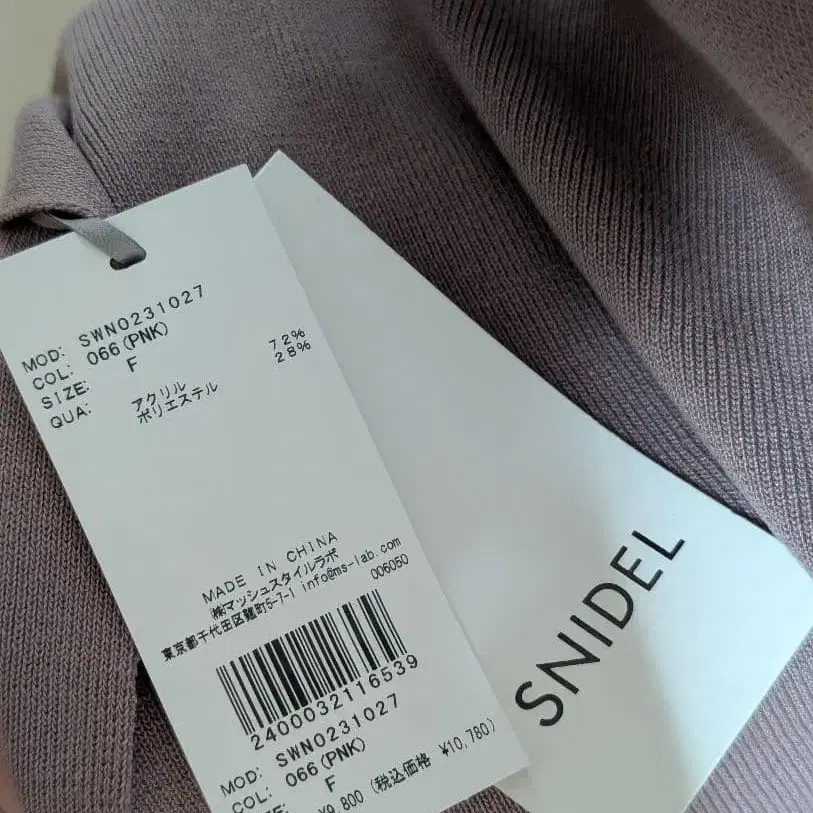 MOD: SWN0231027
COL: 066(PNK)
SIZE: F
QUA: アクリル 72%
ポリエステル 28%
MADE IN CHINA
㈱マッシュスタイルラボ
東京都千代田区麹町5-7-1 info@ms-lab.com
006050
2400032116539
MOD: SWN0231027
COL: 066(PNK)
F
¥9,800 (税込価格 ¥10,780)
SNIDEL